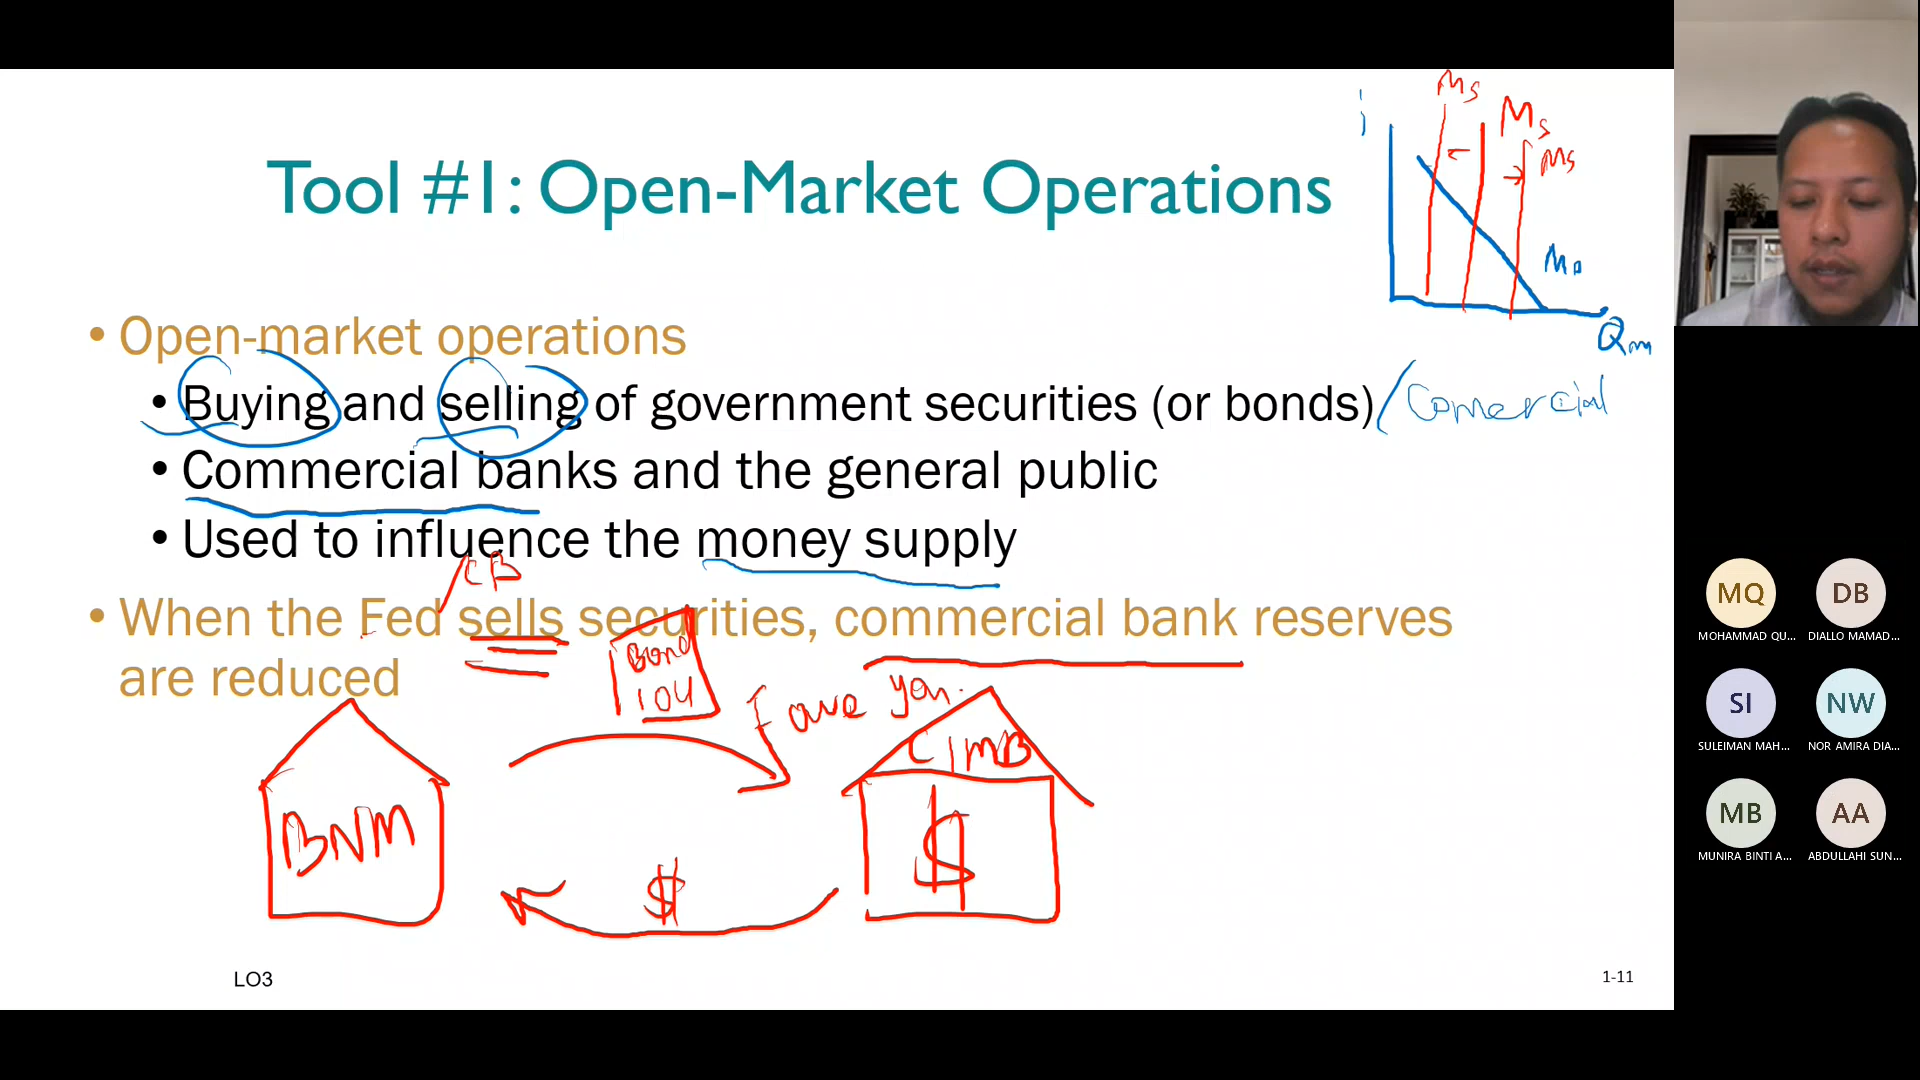 Tool #1: Open-Market Operations
i
Ms
Ms
Ms
MD
Qm
• Open-market operations
• Buying and selling of government securities (or bonds)/Comercial
• Commercial banks and the general public
• Used to influence the money supply
/CB
• When the Fed sells securities, commercial bank reserves
are reduced
Bond
I owe you.
CIMB
BNM
$
$
LO3
1-11
MQ
DB
MOHAMMAD QU...
DIALLO MAMAD...
SI
NW
SULEIMAN MAH...
NOR AMIRA DIA...
MB
AA
MUNIRA BINTI A...
ABDULLAHI SUN...